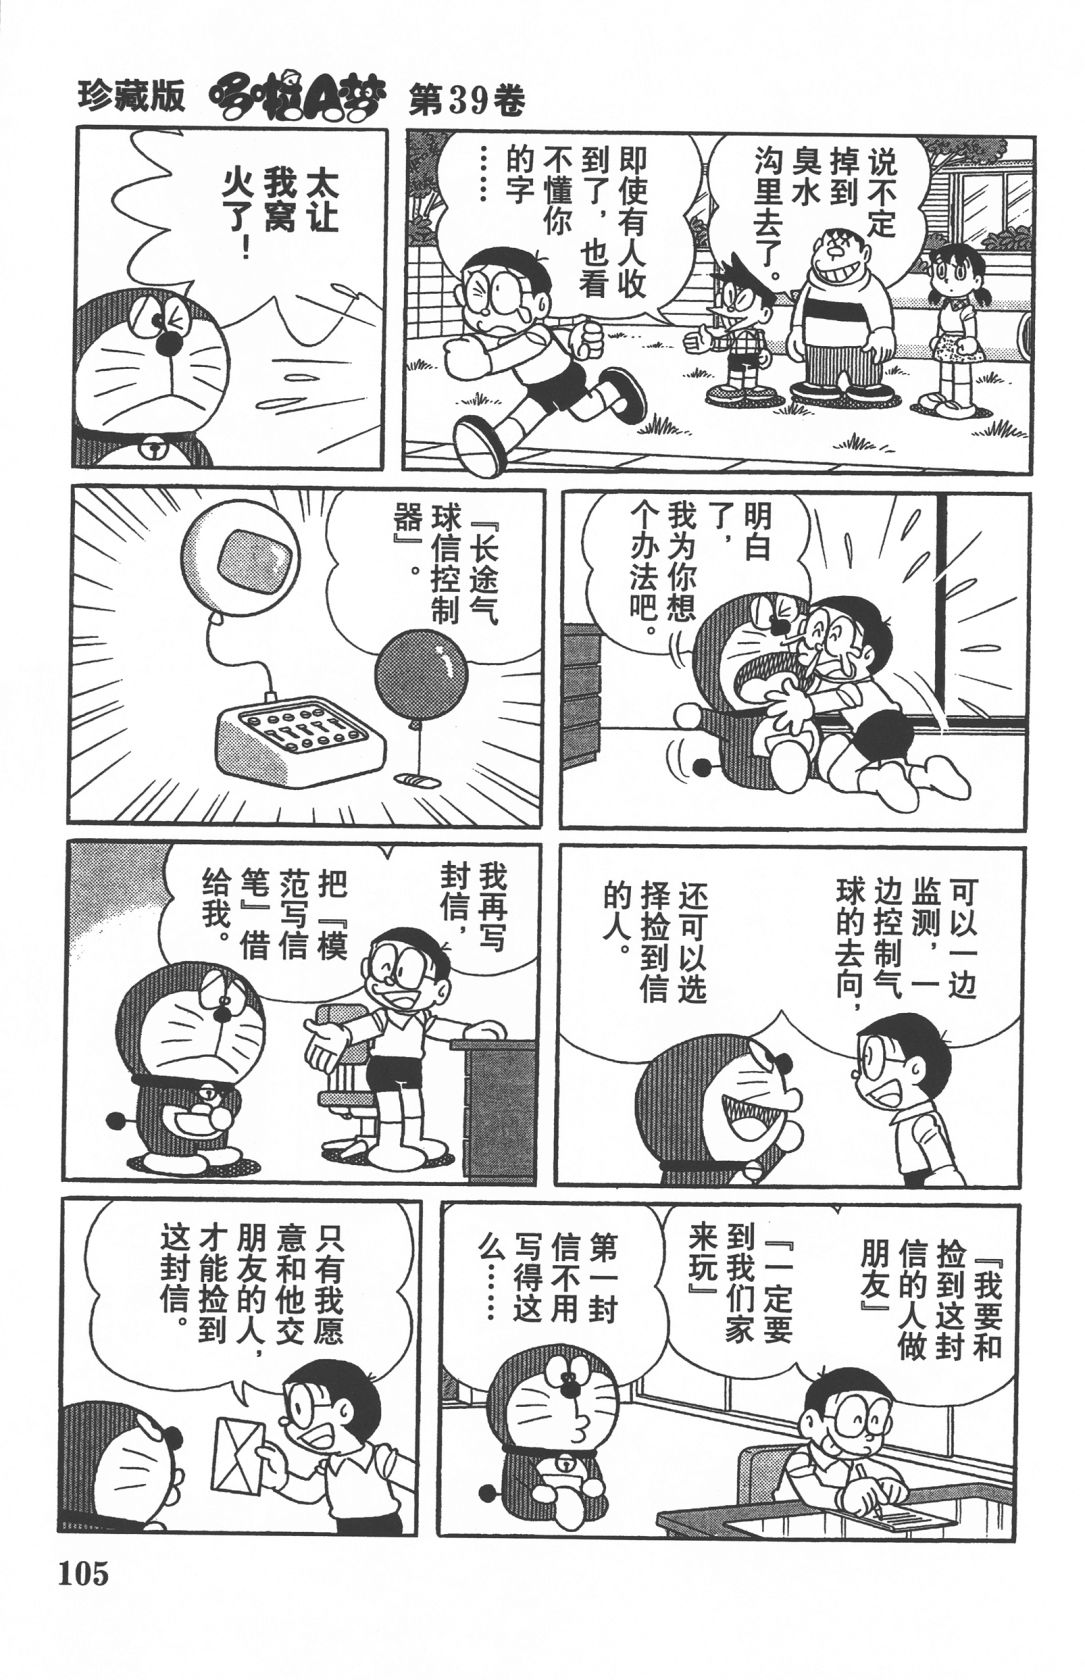 珍藏版 哆啦A梦 第39卷
说不定
掉到
臭水
沟里去了。
即使有人收
到了，也看
不懂你
的字
……
太让
我窝
火了！
明白
了，
我为你想
个办法吧。
『长途气
球信控制
器』。
可以一边
监测，一
边控制气
球的去向，
还可以选
择捡到信
的人。
我再写
封信，
把『模
范写信
笔』借
给我。
『我要和
捡到这封
信的人做
朋友』
『一定要
到我们家
来玩』
第一封
信不用
写得这
么……
只有我愿
意和他交
朋友的人，
才能捡到
这封信。
105